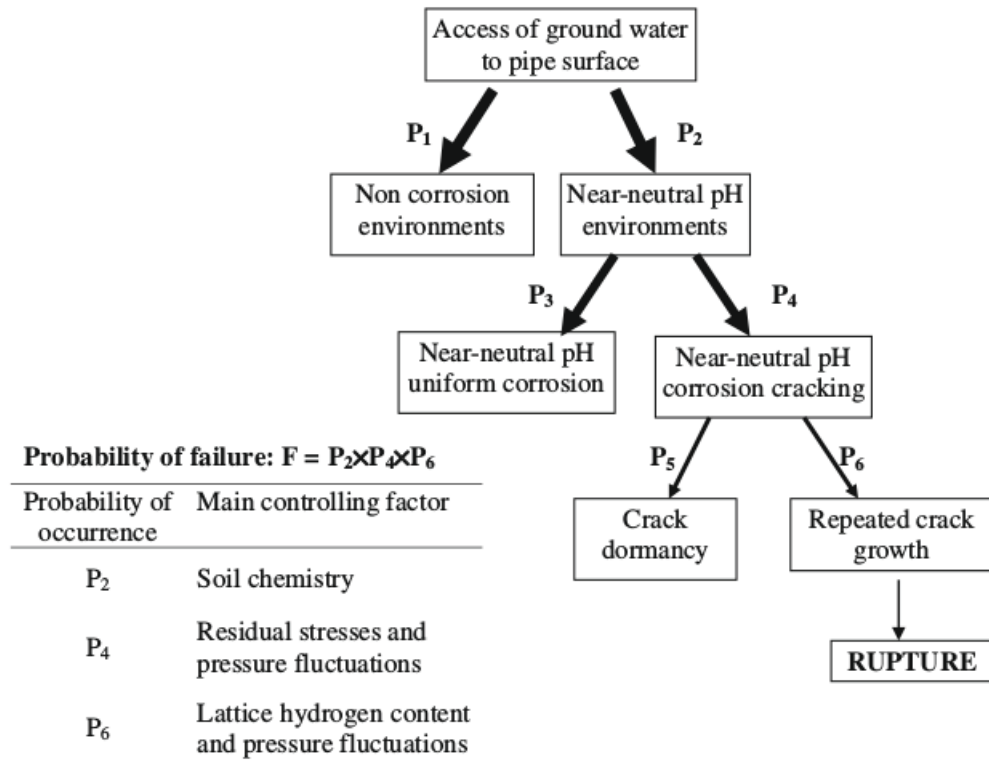 Access of ground water
to pipe surface
P₁
P₂
Non corrosion
environments
Near-neutral pH
environments
P₃
P₄
Near-neutral pH
uniform corrosion
Near-neutral pH
corrosion cracking
P₅
P₆
Crack
dormancy
Repeated crack
growth
RUPTURE
Probability of failure: F = P₂×P₄×P₆
Probability of occurrence
Main controlling factor
P₂
Soil chemistry
P₄
Residual stresses and
pressure fluctuations
P₆
Lattice hydrogen content
and pressure fluctuations